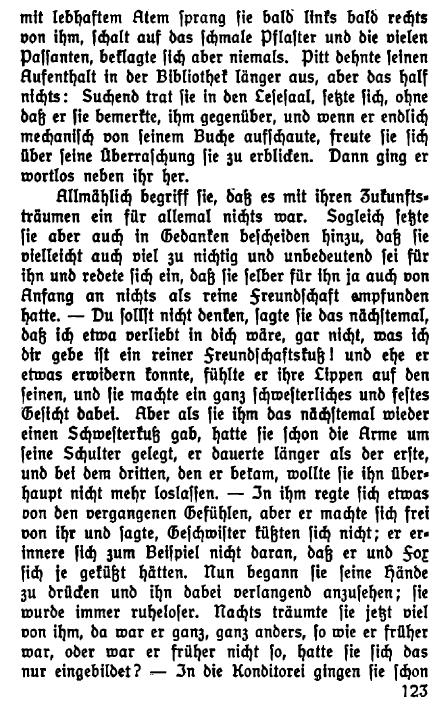 mit lebhaftem Atem sprang sie bald links bald rechts
von ihm, schalt auf das schmale Pflaster und die vielen
Passanten, beklagte sich aber niemals. Pitt dehnte seinen
Aufenthalt in der Bibliothek länger aus, aber das half
nichts: Suchend trat sie in den Lesesaal, setzte sich, ohne
daß er sie bemerkte, ihm gegenüber, und wenn er endlich
mechanisch von seinem Buche aufschaute, freute sie sich
über seine Überraschung sie zu erblicken. Dann ging er
wortlos neben ihr her.
Allmählich begriff sie, daß es mit ihren Zukunfts-
träumen ein für allemal nichts war. Sogleich setzte
sie aber auch in Gedanken bescheiden hinzu, daß sie
vielleicht auch viel zu nichtig und unbedeutend sei für
ihn und redete sich ein, daß sie selber für ihn ja auch von
Anfang an nichts als reine Freundschaft empfunden
hatte. — Du sollst nicht denken, sagte sie das nächstemal,
daß ich etwa verliebt in dich wäre, gar nicht, was ich
dir gebe ist ein reiner Freundschaftskuß! und ehe er
etwas erwidern konnte, fühlte er ihre Lippen auf den
seinen, und sie machte ein ganz schwesterliches und festes
Gesicht dabei. Aber als sie ihm das nächstemal wieder
einen Schwesterkuß gab, hatte sie schon die Arme um
seine Schulter gelegt, er dauerte länger als der erste,
und bei dem dritten, den er bekam, wollte sie ihn über-
haupt nicht mehr loslassen. — In ihm regte sich etwas
von den vergangenen Gefühlen, aber er machte sich frei
von ihr und sagte, Geschwister küßten sich nicht; er er-
innere sich zum Beispiel nicht daran, daß er und Fox
sich je geküßt hätten. Nun begann sie seine Hände
zu drücken und ihn dabei verlangend anzusehen; sie
wurde immer ruheloser. Nachts träumte sie jetzt viel
von ihm, da war er ganz, ganz anders, so wie er früher
war, oder war er früher nicht so, hatte sie sich das
nur eingebildet? — In die Konditorei gingen sie schon
123